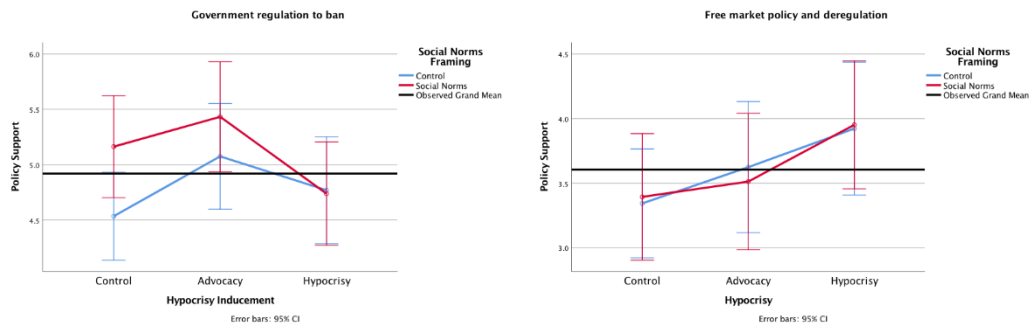 Government regulation to ban
Policy Support
6.0
5.5
5.0
4.5
Control
Advocacy
Hypocrisy
Hypocrisy Inducement
Error bars: 95% CI
Social Norms
Framing
Control
Social Norms
Observed Grand Mean
Free market policy and deregulation
Policy Support
4.5
4.0
3.5
3.0
Control
Advocacy
Hypocrisy
Hypocrisy
Error bars: 95% CI
Social Norms
Framing
Control
Social Norms
Observed Grand Mean